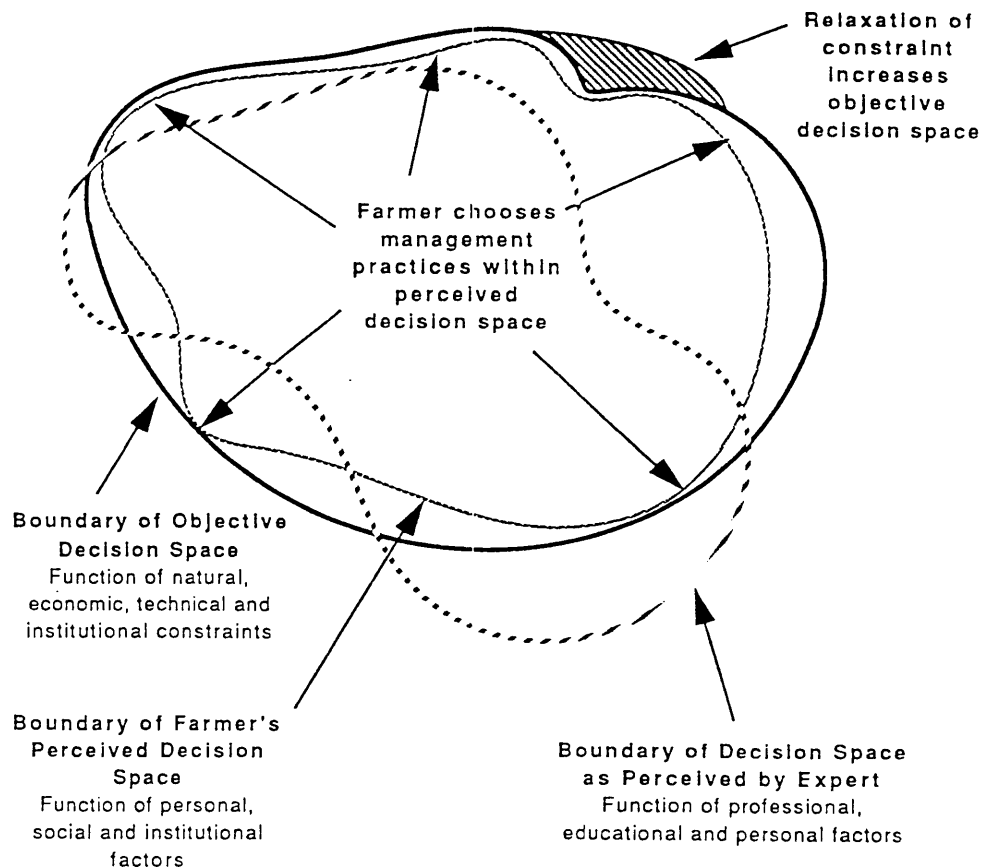 Relaxation of
constraint
increases
objective
decision space
Farmer chooses
management
practices within
perceived
decision space
Boundary of Objective
Decision Space
Function of natural,
economic, technical and
institutional constraints
Boundary of Farmer's
Perceived Decision
Space
Function of personal,
social and institutional
factors
Boundary of Decision Space
as Perceived by Expert
Function of professional,
educational and personal factors